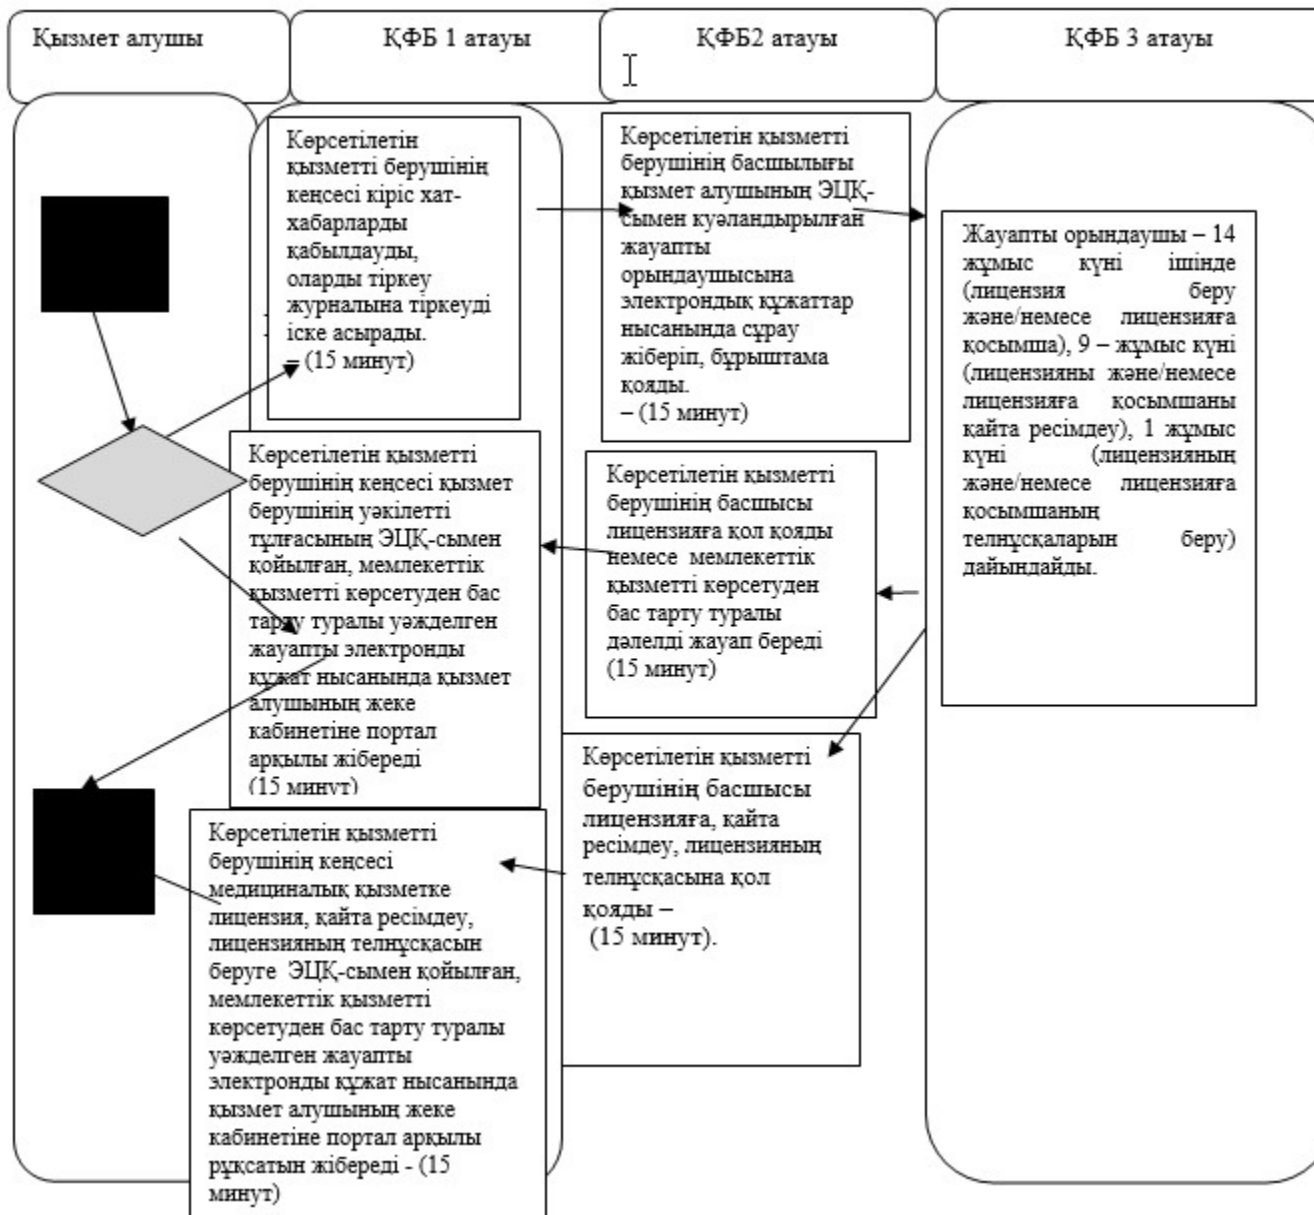 Қызмет алушы
ҚФБ 1 атауы
ҚФБ2 атауы
ҚФБ 3 атауы
Көрсетілетін
қызметті берушінің
кеңсесі кіріс хат-
хабарларды
қабылдауды,
оларды тіркеу
журналына тіркеуді
іске асырады.
– (15 минут)
Көрсетілетін қызметті
берушінің басшылығы
қызмет алушының ЭЦҚ-
сымен куәландырылған
жауапты
орындаушысына
электрондық құжаттар
нысанында сұрау
жіберіп, бұрыштама
қояды.
– (15 минут)
Жауапты орындаушы – 14
жұмыс күні ішінде
(лицензия беру
және/немесе лицензияға
қосымша), 9 – жұмыс күні
(лицензияны және/немесе
лицензияға қосымшаны
қайта ресімдеу), 1 жұмыс
күні (лицензияның
және/немесе лицензияға
қосымшаның
телнұсқаларын беру)
дайындайды.
Көрсетілетін қызметті
берушінің кеңсесі қызмет
берушінің уәкілетті
тұлғасының ЭЦҚ-сымен
қойылған, мемлекеттік
қызметті көрсетуден бас
тарту туралы уәжделген
жауапты электронды
құжат нысанында қызмет
алушының жеке
кабинетіне портал
арқылы жібереді
(15 минут)
Көрсетілетін қызметті
берушінің басшысы
лицензияға қол қояды
немесе мемлекеттік
қызметті көрсетуден
бас тарту туралы
дәлелді жауап береді
(15 минут)
Көрсетілетін қызметті
берушінің басшысы
лицензияға, қайта
ресімдеу, лицензияның
телнұсқасына қол
қояды –
(15 минут).
Көрсетілетін қызметті
берушінің кеңсесі
медициналық қызметке
лицензия, қайта ресімдеу,
лицензияның телнұсқасын
беруге ЭЦҚ-сымен қойылған,
мемлекеттік қызметті
көрсетуден бас тарту туралы
уәжделген жауапты
электронды құжат нысанында
қызмет алушының жеке
кабинетіне портал арқылы
рұқсатын жібереді - (15
минут)